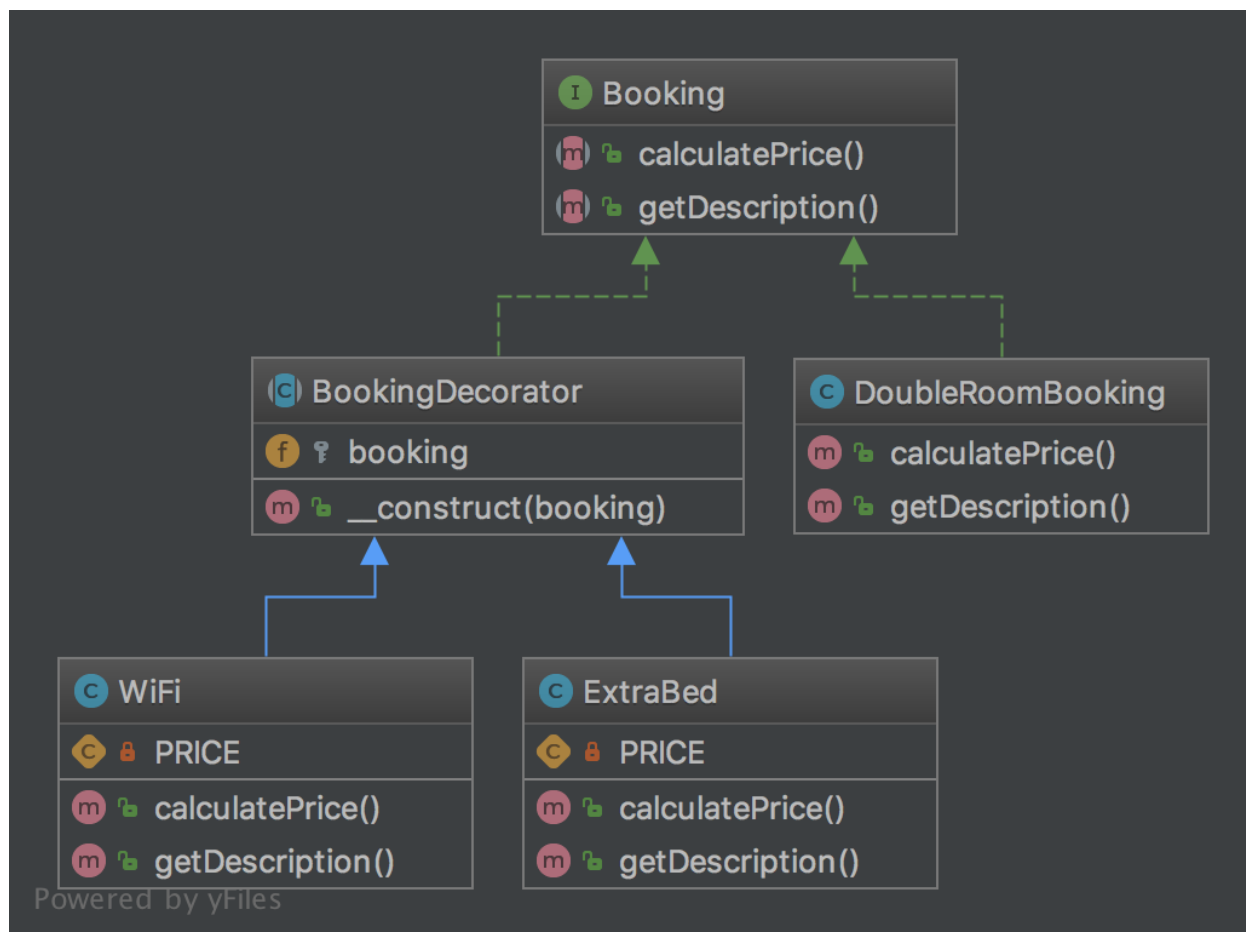 Booking
calculatePrice()
getDescription()
BookingDecorator
booking
__construct(booking)
DoubleRoomBooking
calculatePrice()
getDescription()
WiFi
PRICE
calculatePrice()
getDescription()
ExtraBed
PRICE
calculatePrice()
getDescription()
Powered by yFiles